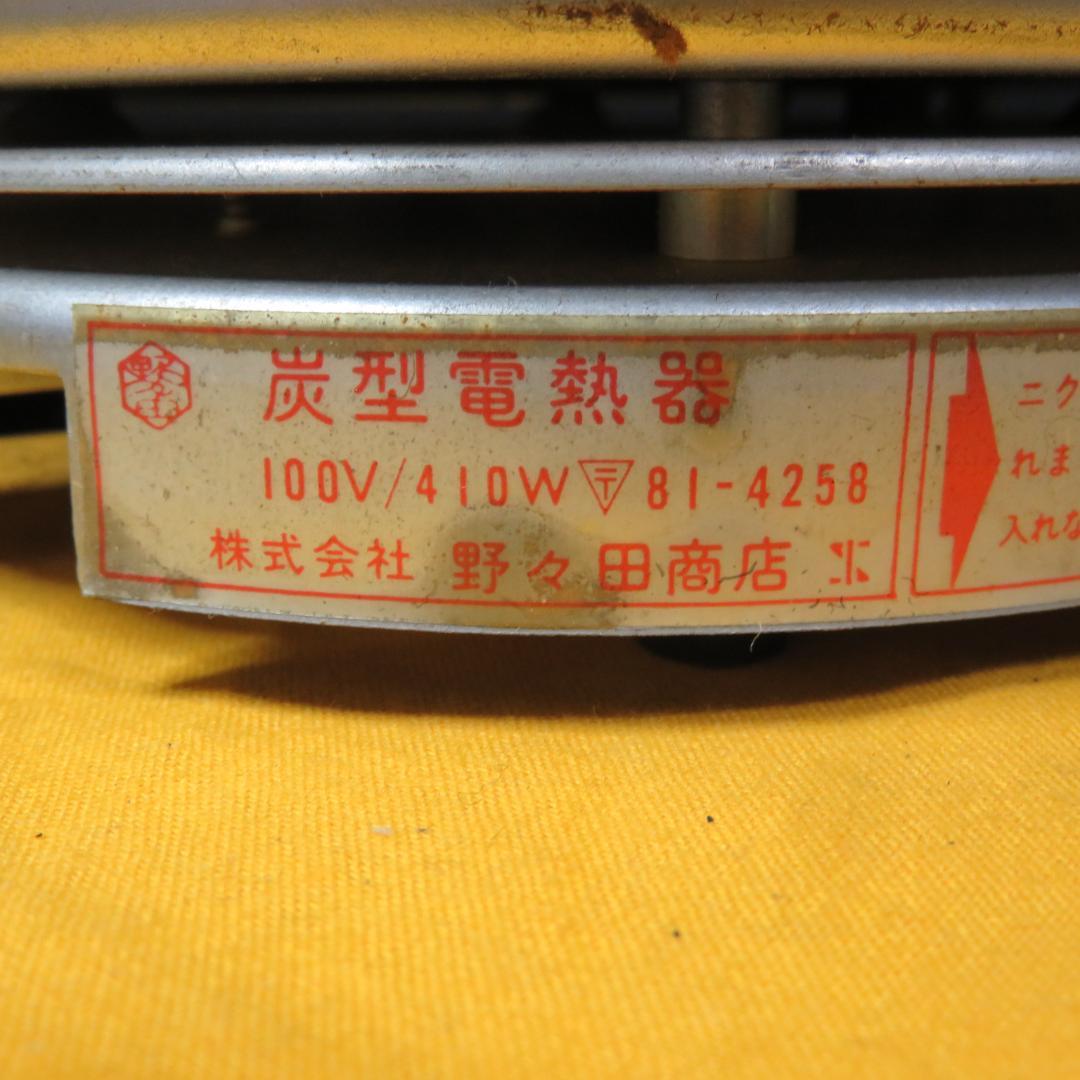 炭型電熱器
100V/410W 〒 81-4258
株式会社 野々田商店
ニク
れま
入れな